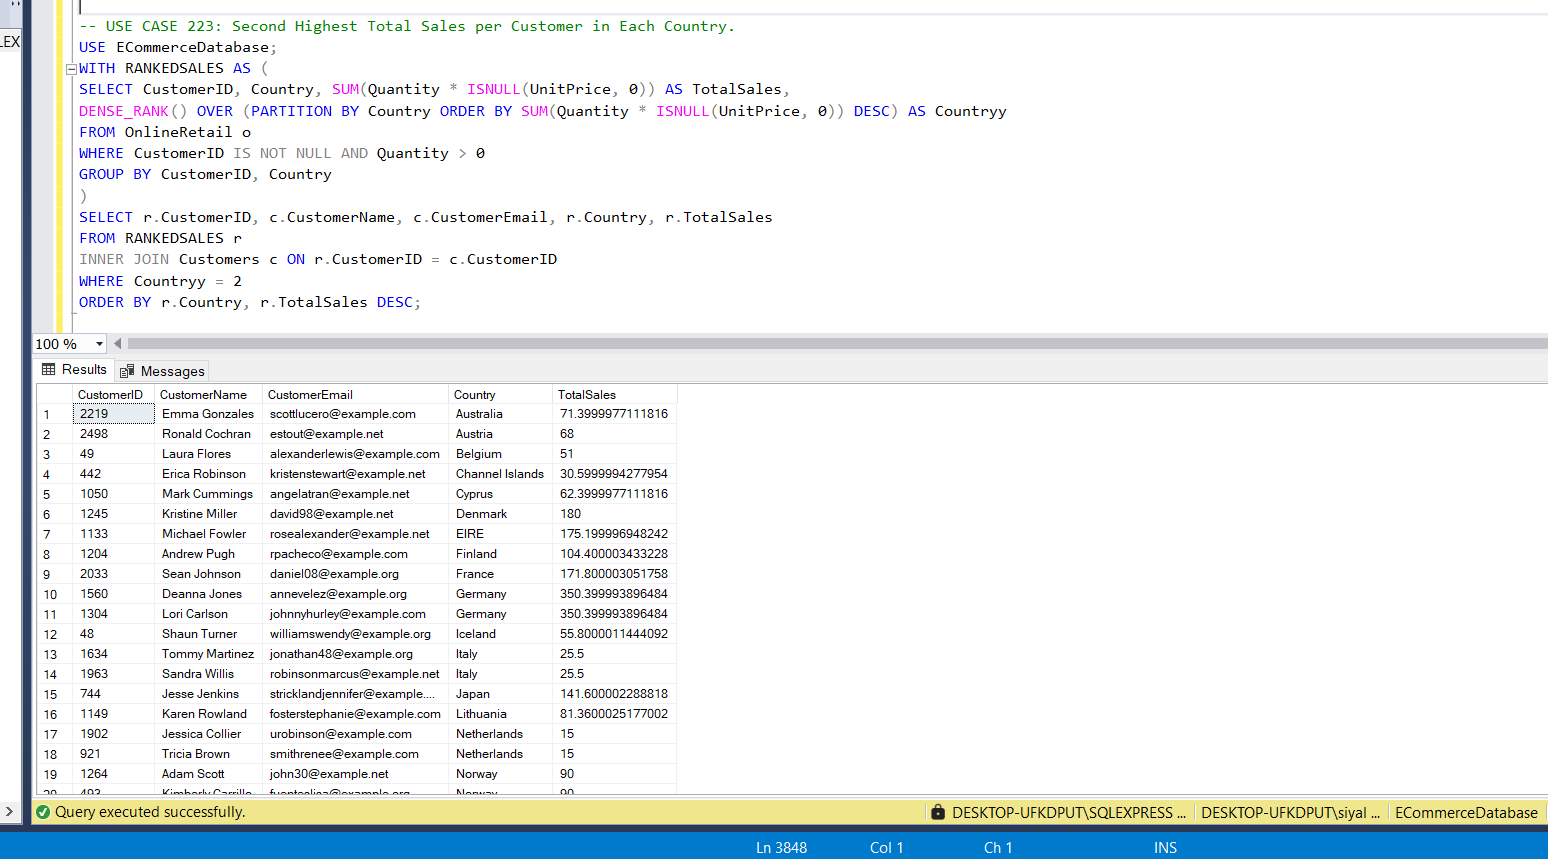 LEX
-- USE CASE 223: Second Highest Total Sales per Customer in Each Country.
USE ECommerceDatabase;
WITH RANKEDSALES AS (
SELECT CustomerID, Country, SUM(Quantity * ISNULL(UnitPrice, 0)) AS TotalSales,
DENSE_RANK() OVER (PARTITION BY Country ORDER BY SUM(Quantity * ISNULL(UnitPrice, 0)) DESC) AS Countryy
FROM OnlineRetail o
WHERE CustomerID IS NOT NULL AND Quantity > 0
GROUP BY CustomerID, Country
)
SELECT r.CustomerID, c.CustomerName, c.CustomerEmail, r.Country, r.TotalSales
FROM RANKEDSALES r
INNER JOIN Customers c ON r.CustomerID = c.CustomerID
WHERE Countryy = 2
ORDER BY r.Country, r.TotalSales DESC;
100 %
Results Messages
CustomerID CustomerName CustomerEmail Country TotalSales
1 2219 Emma Gonzales scottlucero@example.com Australia 71.3999977111816
2 2498 Ronald Cochran estout@example.net Austria 68
3 49 Laura Flores alexanderlewis@example.com Belgium 51
4 442 Erica Robinson kristenstewart@example.net Channel Islands 30.5999994277954
5 1050 Mark Cummings angelatran@example.net Cyprus 62.3999977111816
6 1245 Kristine Miller david98@example.net Denmark 180
7 1133 Michael Fowler rosealexander@example.net EIRE 175.199996948242
8 1204 Andrew Pugh rpacheco@example.com Finland 104.400003433228
9 2033 Sean Johnson daniel08@example.org France 171.800003051758
10 1560 Deanna Jones annevelez@example.org Germany 350.399993896484
11 1304 Lori Carlson johnnyhurley@example.com Germany 350.399993896484
12 48 Shaun Turner williamswendy@example.org Iceland 55.8000011444092
13 1634 Tommy Martinez jonathan48@example.org Italy 25.5
14 1963 Sandra Willis robinsonmarcus@example.net Italy 25.5
15 744 Jesse Jenkins stricklandjennifer@example.... Japan 141.600002288818
16 1149 Karen Rowland fosterstephanie@example.com Lithuania 81.3600025177002
17 1902 Jessica Collier urobinson@example.com Netherlands 15
18 921 Tricia Brown smithrenee@example.com Netherlands 15
19 1264 Adam Scott john30@example.net Norway 90
20 493 Kimberly Carrillo Norway 90
Query executed successfully. DESKTOP-UFKDPUT\SQLEXPRESS ... DESKTOP-UFKDPUT\siyal ... ECommerceDatabase
Ln 3848 Col 1 Ch 1 INS